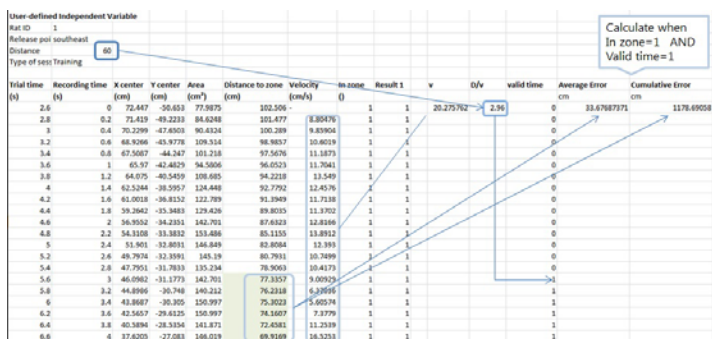 User-defined Independent Variable
Rat ID 1
Release poi southeast
Distance 60
Type of sess Training
Calculate when
In zone=1 AND
Valid time=1
Trial time Recording time X center Y center Area Distance to zone Velocity In zone Result 1 v D/v valid time Average Error Cumulative Error
(s) (s) (cm) (cm) (cm²) (cm) (cm/s) () cm cm
2.6 0 72.447 -50.653 77.9875 102.506 - 1 1 20.275762 2.96 0 33.67687371 1178.69058
2.8 0.2 71.419 -49.2233 84.6248 101.477 8.80476 1 1 0
3 0.4 70.2299 -47.6503 90.4324 100.289 9.85904 1 1 0
3.2 0.6 68.9266 -45.9778 109.514 98.9857 10.6019 1 1 0
3.4 0.8 67.5087 -44.247 101.218 97.5676 11.1873 1 1 0
3.6 1 65.97 -42.4829 94.5806 96.0523 11.7041 1 1 0
3.8 1.2 64.075 -40.5459 108.685 94.2218 13.549 1 1 0
4 1.4 62.5244 -38.5957 124.448 92.7792 12.4576 1 1 0
4.2 1.6 61.0018 -36.8152 122.789 91.3949 11.7138 1 1 0
4.4 1.8 59.2642 -35.3483 129.426 89.8035 11.3702 1 1 0
4.6 2 56.9552 -34.2351 142.701 87.6323 12.8166 1 1 0
4.8 2.2 54.3108 -33.3832 153.486 85.1155 13.8912 1 1 0
5 2.4 51.901 -32.8031 146.849 82.8084 12.393 1 1 0
5.2 2.6 49.7974 -32.3591 145.19 80.7931 10.7499 1 1 0
5.4 2.8 47.7951 -31.7833 135.234 78.9063 10.4173 1 1 0
5.6 3 46.0982 -31.1773 142.701 77.3357 9.00929 1 1 1
5.8 3.2 44.8906 -30.748 140.212 76.2318 1 1 1
6 3.4 43.8687 -30.305 150.997 75.3023 5.60574 1 1 1
6.2 3.6 42.5657 -29.6125 150.997 74.1607 7.3779 1 1 1
6.4 3.8 40.5894 -28.5354 141.871 72.4581 11.2539 1 1 1
6.6 4 37.6205 -27.083 146.019 69.9169 16.5253 1 1 1